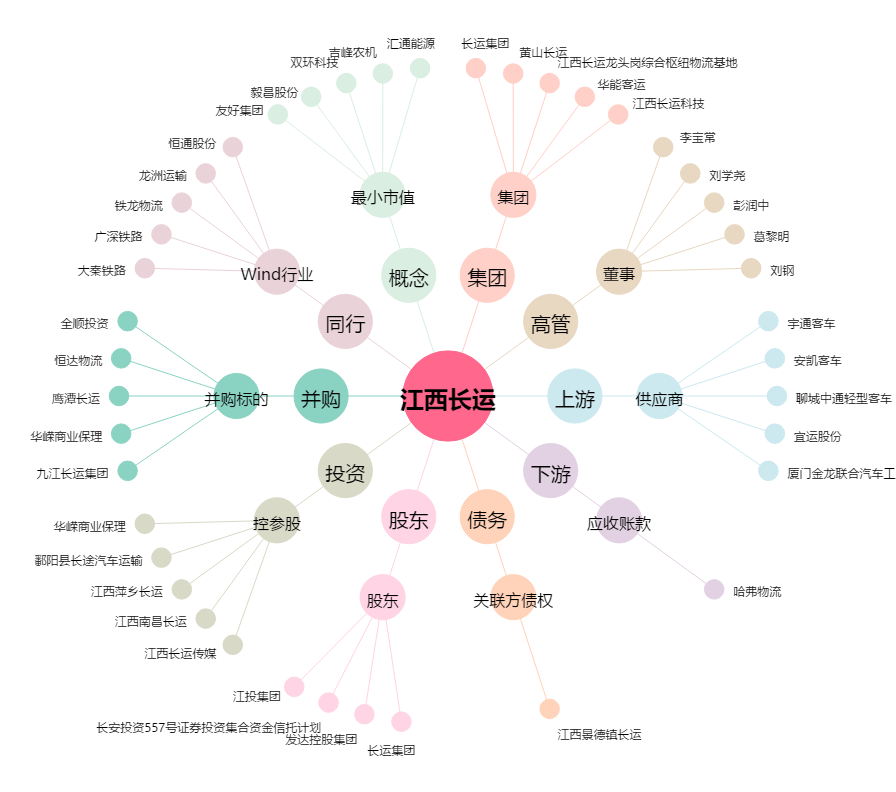 汇通能源
长运集团
吉峰农机
黄山长运
双环科技
江西长运龙头岗综合枢纽物流基地
毅昌股份
华能客运
友好集团
江西长运科技
恒通股份
李宝常
龙洲运输
刘学尧
最小市值
集团
铁龙物流
彭润中
广深铁路
葛黎明
大秦铁路
Wind行业
概念
集团
董事
刘钢
全顺投资
同行
高管
宇通客车
恒达物流
安凯客车
鹰潭长运
并购标的
并购
江西长运
上游
供应商
聊城中通轻型客车
华嵘商业保理
宜运股份
九江长运集团
投资
下游
厦门金龙联合汽车工
华嵘商业保理
控参股
股东
债务
应收账款
鄱阳县长途汽车运输
江西萍乡长运
哈弗物流
股东
关联方债权
江西南昌长运
江西长运传媒
江投集团
长安投资557号证券投资集合资金信托计划
发达控股集团
江西景德镇长运
长运集团